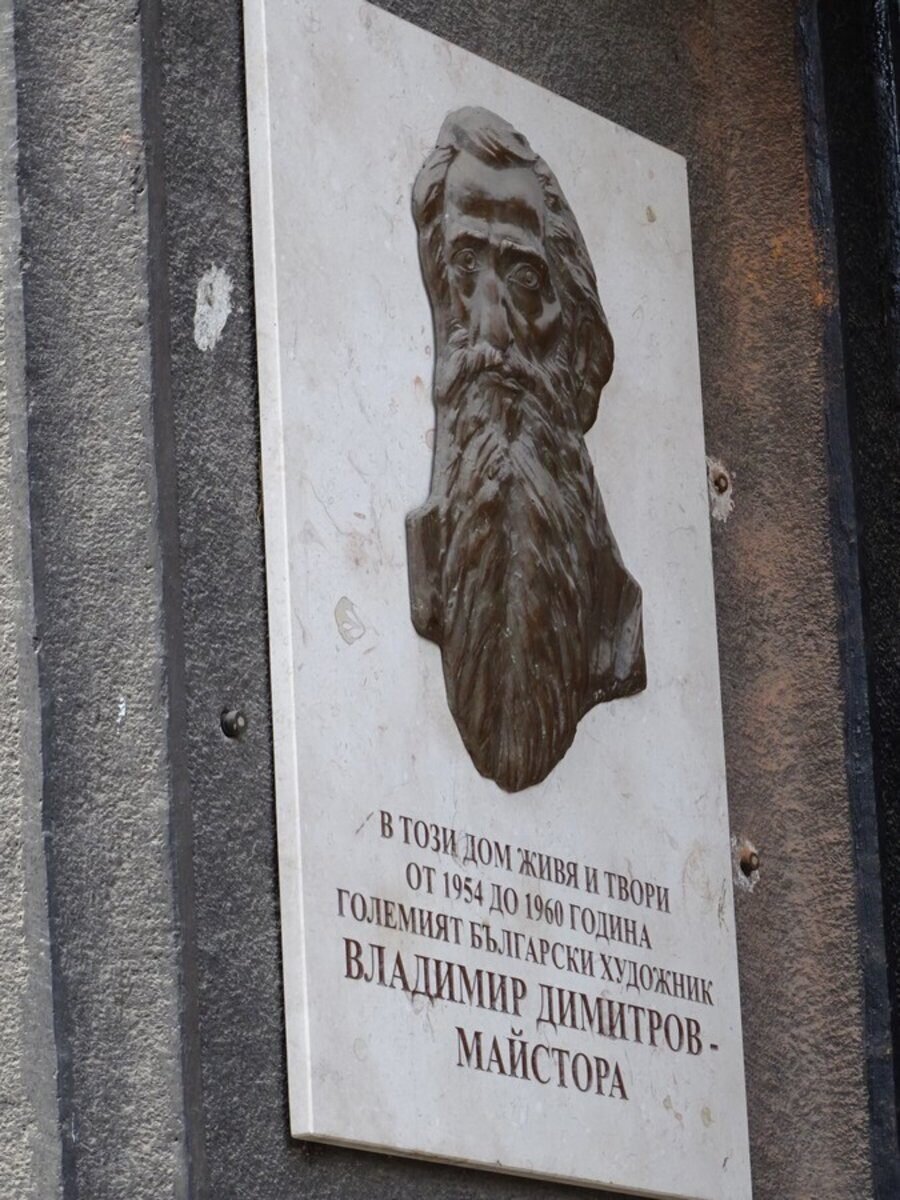 В ТОЗИ ДОМ ЖИВЯ И ТВОРИ
ОТ 1954 ДО 1960 ГОДИНА
ГОЛЕМИЯТ БЪЛГАРСКИ ХУДОЖНИК
ВЛАДИМИР ДИМИТРОВ -
МАЙСТОРА